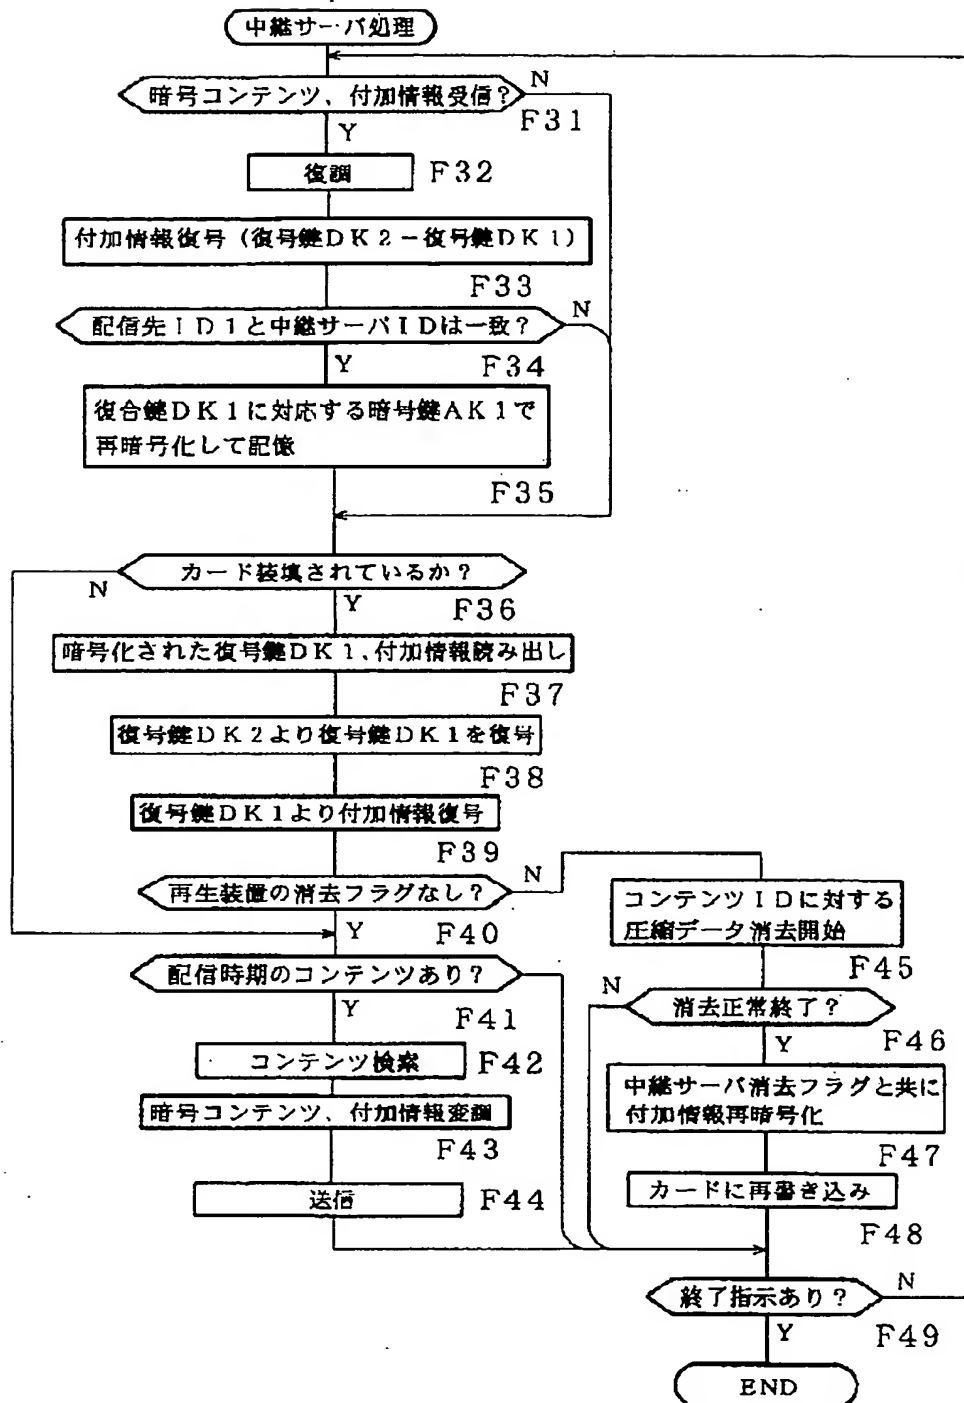 中継サーバ処理
暗号コンテンツ、付加情報受信？
N
F31
Y
復調
F32
付加情報復号（復号鍵DK2－復号鍵DK1）
F33
配信先ID1と中継サーバIDは一致？
N
Y
F34
復合鍵DK1に対応する暗号鍵AK1で
再暗号化して記憶
F35
カード装填されているか？
N
Y
F36
暗号化された復号鍵DK1、付加情報読み出し
F37
復号鍵DK2より復号鍵DK1を復号
F38
復号鍵DK1より付加情報復号
F39
再生装置の消去フラグなし？
N
Y
F40
配信時期のコンテンツあり？
Y
F41
コンテンツ検索
F42
暗号コンテンツ、付加情報変調
F43
送信
F44
コンテンツIDに対する
圧縮データ消去開始
F45
消去正常終了？
N
Y
F46
中継サーバ消去フラグと共に
付加情報再暗号化
F47
カードに再書き込み
F48
終了指示あり？
N
Y
F49
END